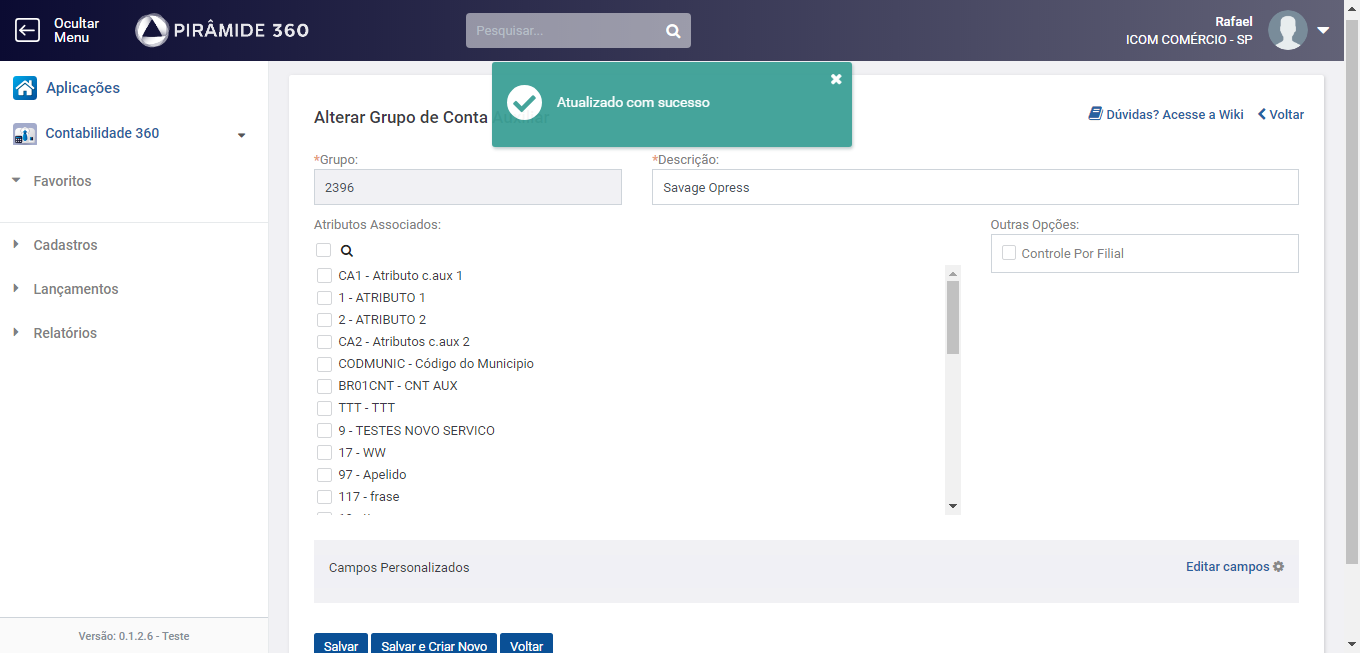 Ocultar
Menu
PIRÂMIDE 360
Pesquisar...
Rafael
ICOM COMÉRCIO - SP
Aplicações
Contabilidade 360
Favoritos
Cadastros
Lançamentos
Relatórios
Versão: 0.1.2.6 - Teste
Atualizado com sucesso
Alterar Grupo de Conta Auxiliar
Dúvidas? Acesse a Wiki
Voltar
*Grupo:
*Descrição:
2396
Savage Opress
Atributos Associados:
Outras Opções:
Controle Por Filial
CA1 - Atributo c.aux 1
1 - ATRIBUTO 1
2 - ATRIBUTO 2
CA2 - Atributos c.aux 2
CODMUNIC - Código do Municipio
BR01CNT - CNT AUX
TTT - TTT
9 - TESTES NOVO SERVICO
17 - WW
97 - Apelido
117 - frase
Campos Personalizados
Editar campos
Salvar
Salvar e Criar Novo
Voltar